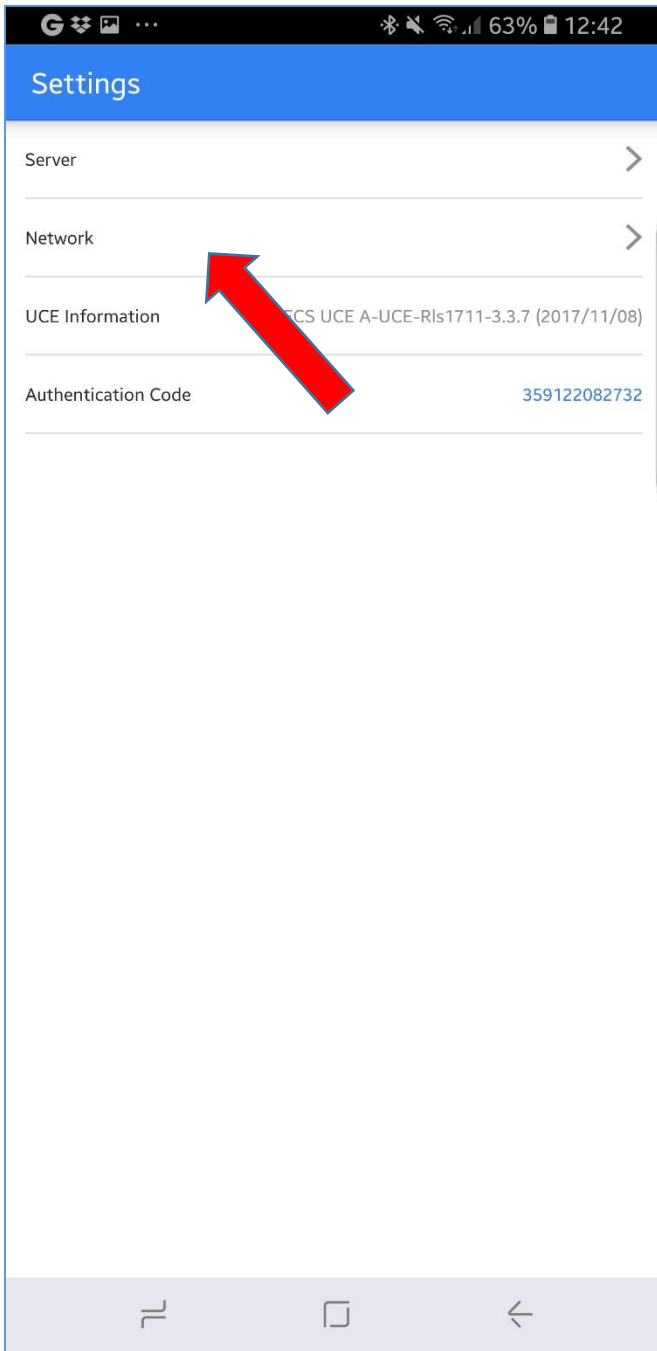 G ... 63% 12:42
Settings
Server
Network
UCE Information
ECS UCE A-UCE-Rls1711-3.3.7 (2017/11/08)
Authentication Code
359122082732